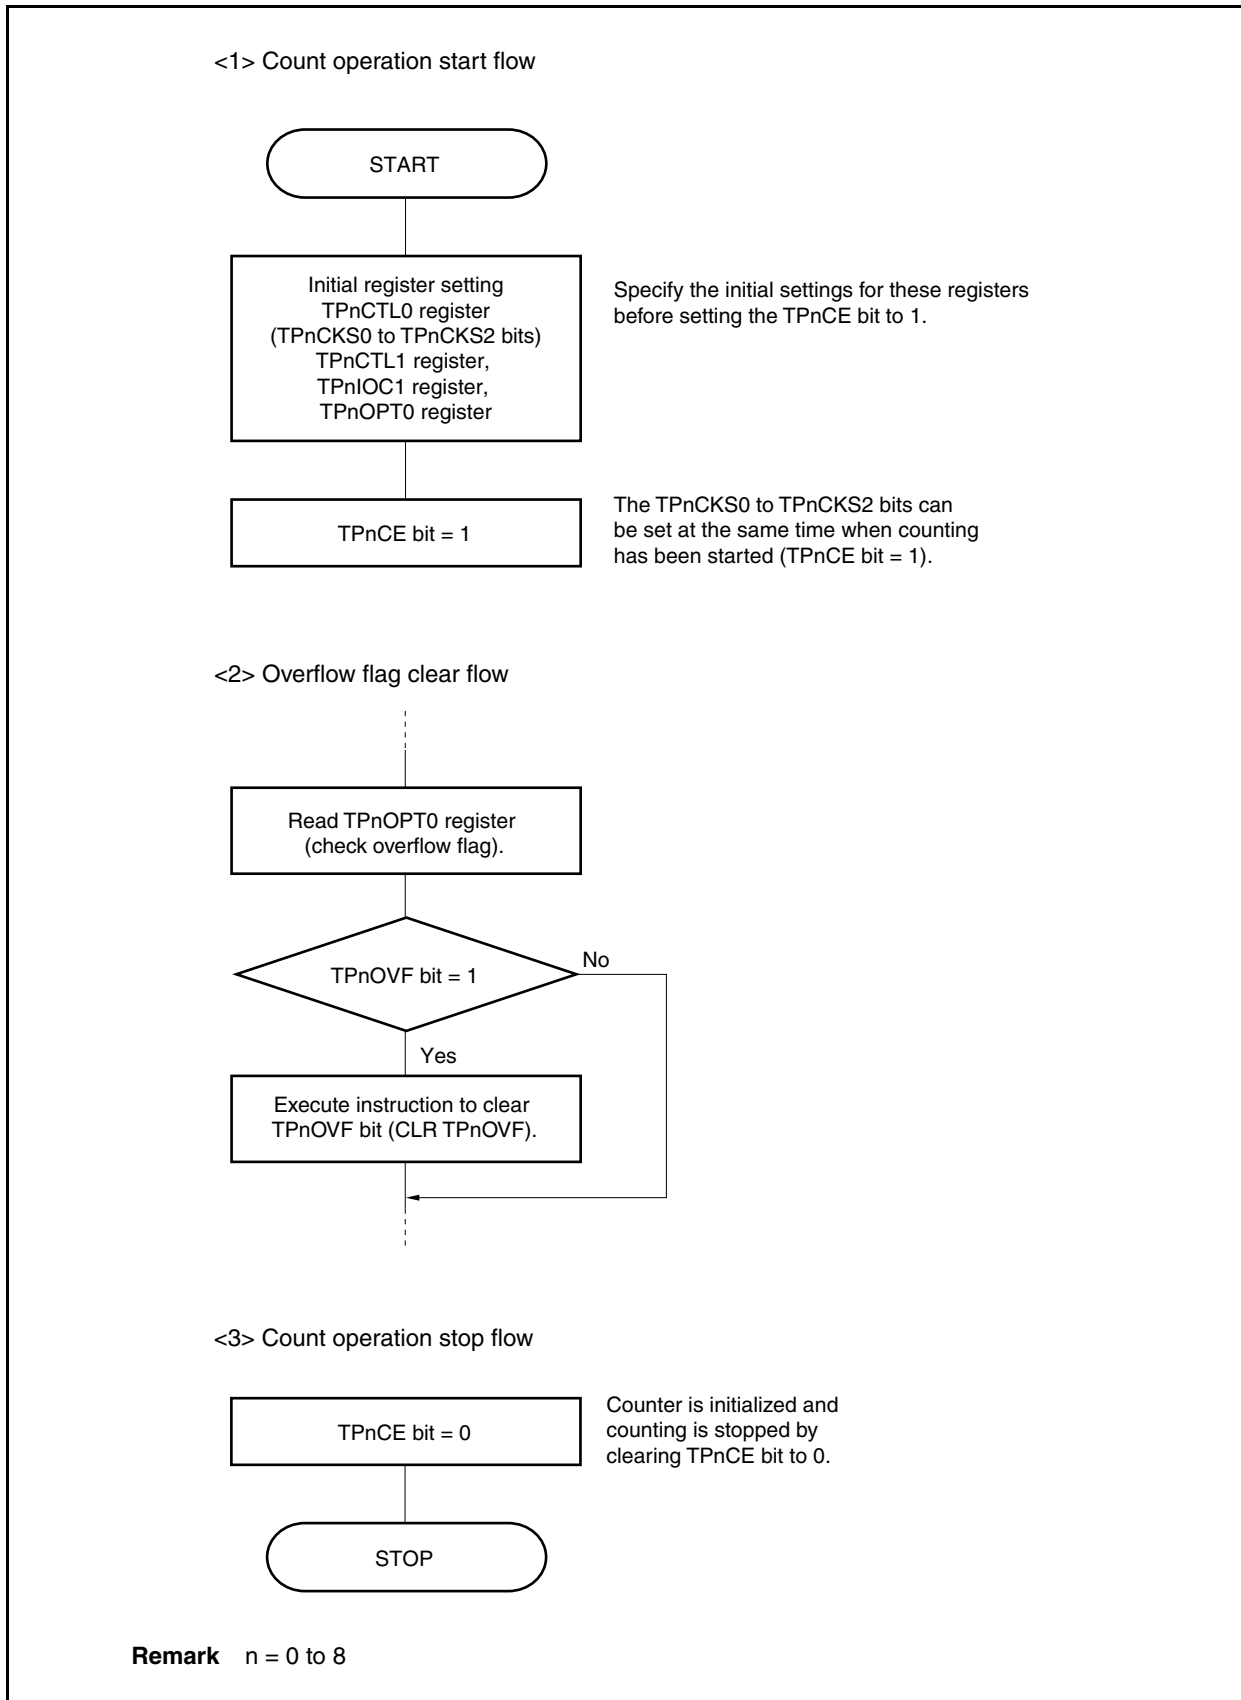 <1> Count operation start flow
START
Initial register setting
TPnCTL0 register
(TPnCKS0 to TPnCKS2 bits)
TPnCTL1 register,
TPnIOC1 register,
TPnOPT0 register
Specify the initial settings for these registers
before setting the TPnCE bit to 1.
TPnCE bit = 1
The TPnCKS0 to TPnCKS2 bits can
be set at the same time when counting
has been started (TPnCE bit = 1).
<2> Overflow flag clear flow
Read TPnOPT0 register
(check overflow flag).
TPnOVF bit = 1
No
Yes
Execute instruction to clear
TPnOVF bit (CLR TPnOVF).
<3> Count operation stop flow
TPnCE bit = 0
Counter is initialized and
counting is stopped by
clearing TPnCE bit to 0.
STOP
Remark n = 0 to 8